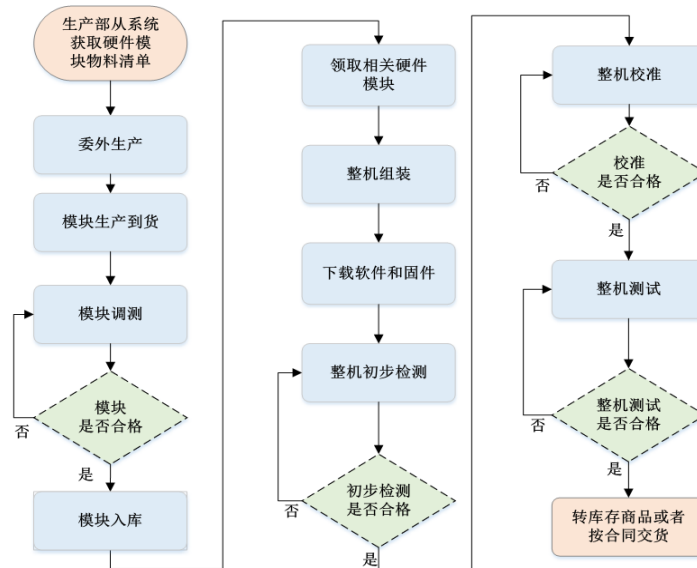 生产部从系统
获取硬件模
块物料清单
委外生产
模块生产到货
模块调测
模块
是否合格
否
是
模块入库
领取相关硬件
模块
整机组装
下载软件和固件
整机初步检测
初步检测
是否合格
否
是
整机校准
校准
是否合格
否
是
整机测试
整机测试
是否合格
否
是
转库存商品或者
按合同交货